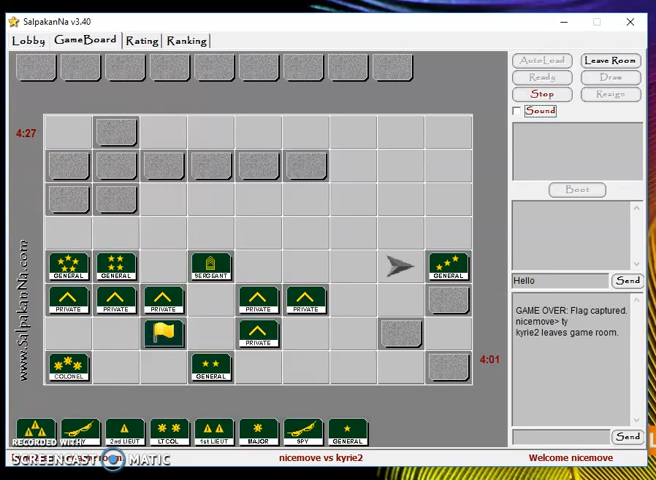 SalpakanNa v3.40
Lobby GameBoard Rating Ranking
AutoLoad Leave Room
Ready Draw
Stop Resign
Sound
4:27
Boot
www.SalpakanNa.com
GENERAL GENERAL SERGEANT GENERAL
Hello Send
PRIVATE PRIVATE PRIVATE PRIVATE PRIVATE
GAME OVER: Flag captured.
nicemove> ty
kyrie2 leaves game room.
PRIVATE
COLONEL GENERAL
4:01
2nd LIEUT LT COL 1st LIEUT MAJOR SPY GENERAL
Send
RECORDED WITH
SCREENCAST MATIC
nicemove vs kyrie2
Welcome nicemove